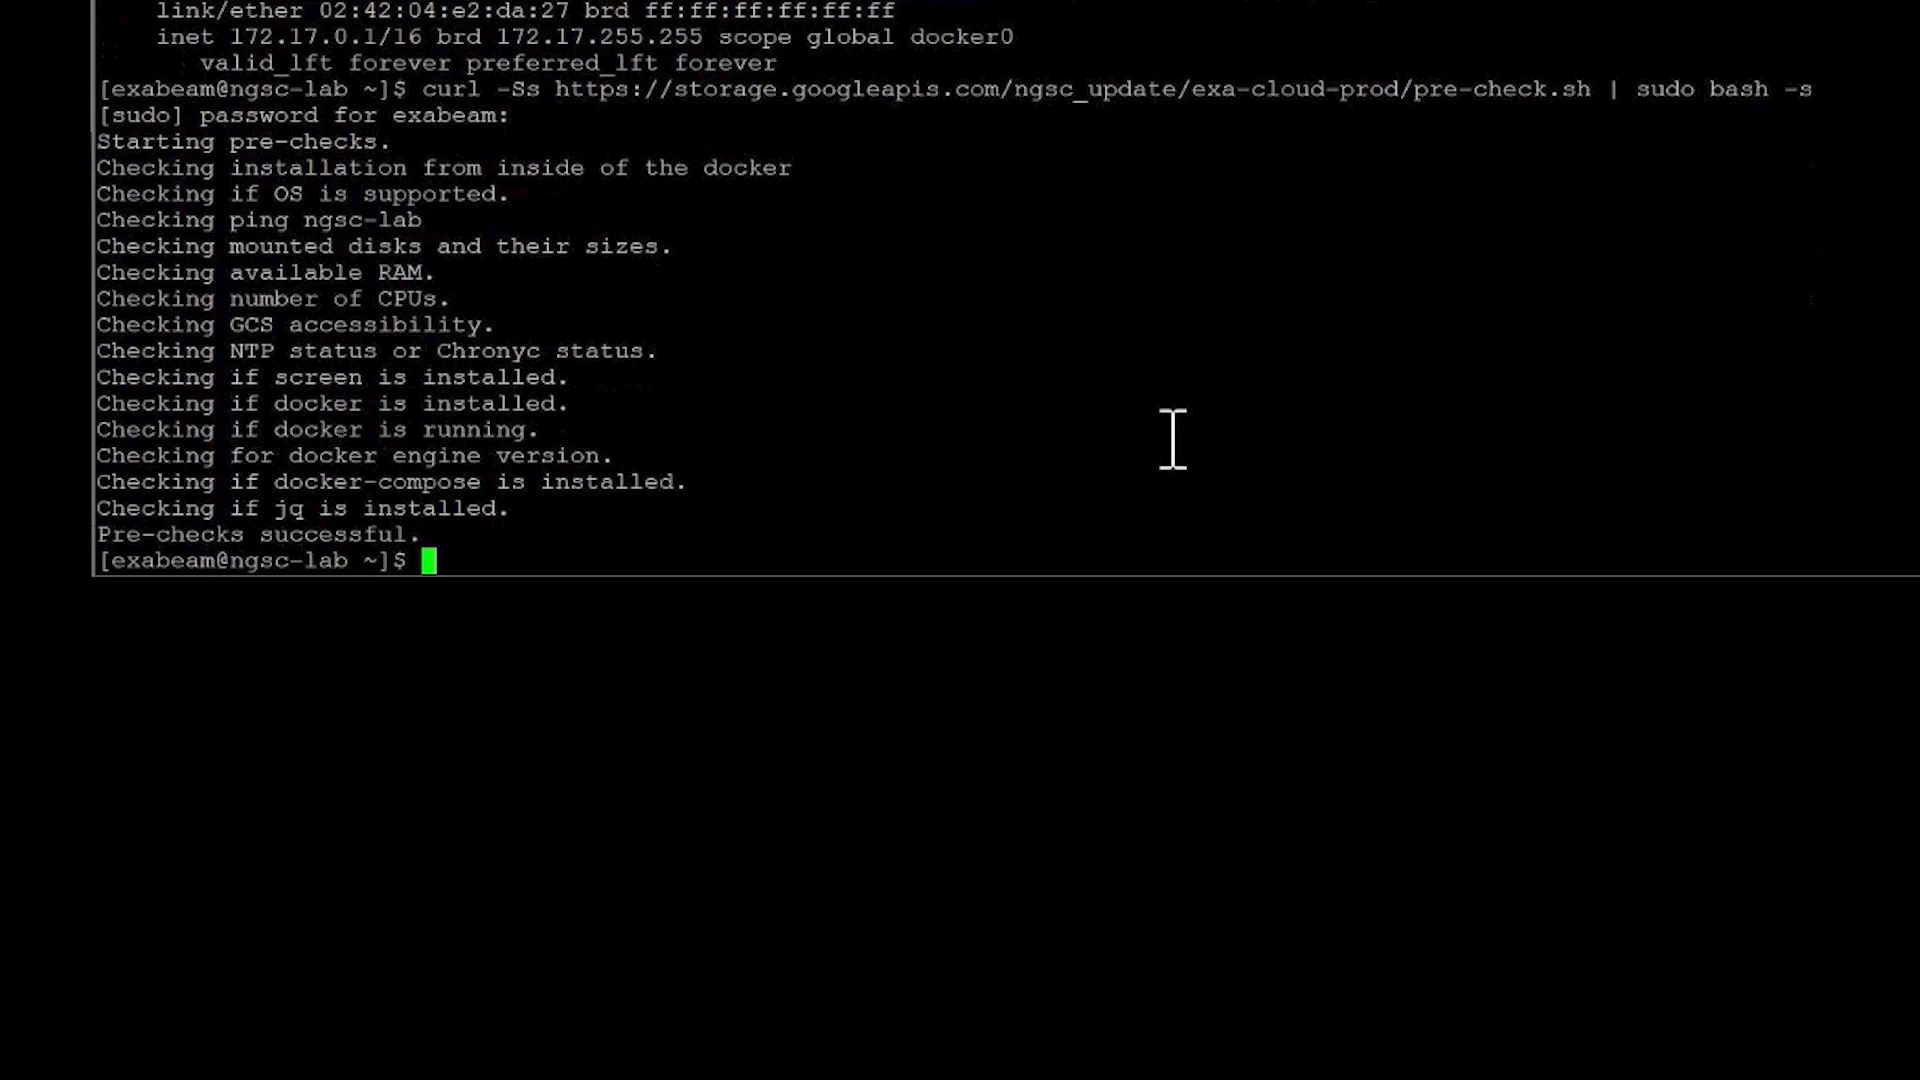 link/ether 02:42:04:e2:da:27 brd ff:ff:ff:ff:ff:ff
inet 172.17.0.1/16 brd 172.17.255.255 scope global docker0
valid_lft forever preferred_lft forever
[exabeam@ngsc-lab ~]$ curl -Ss https://storage.googleapis.com/ngsc_update/exa-cloud-prod/pre-check.sh | sudo bash -s
[sudo] password for exabeam:
Starting pre-checks.
Checking installation from inside of the docker
Checking if OS is supported.
Checking ping ngsc-lab
Checking mounted disks and their sizes.
Checking available RAM.
Checking number of CPUs.
Checking GCS accessibility.
Checking NTP status or Chronyc status.
Checking if screen is installed.
Checking if docker is installed.
Checking if docker is running.
Checking for docker engine version.
Checking if docker-compose is installed.
Checking if jq is installed.
Pre-checks successful.
[exabeam@ngsc-lab ~]$